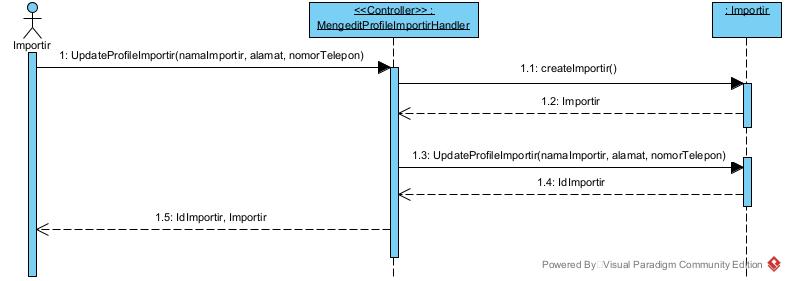 <<Controller>> :
MengeditProfileImportirHandler
: Importir
Importir
1: UpdateProfileImportir(namaImportir, alamat, nomorTelepon)
1.1: createImportir()
1.2: Importir
1.3: UpdateProfileImportir(namaImportir, alamat, nomorTelepon)
1.4: IdImportir
1.5: IdImportir, Importir
Powered By Visual Paradigm Community Edition